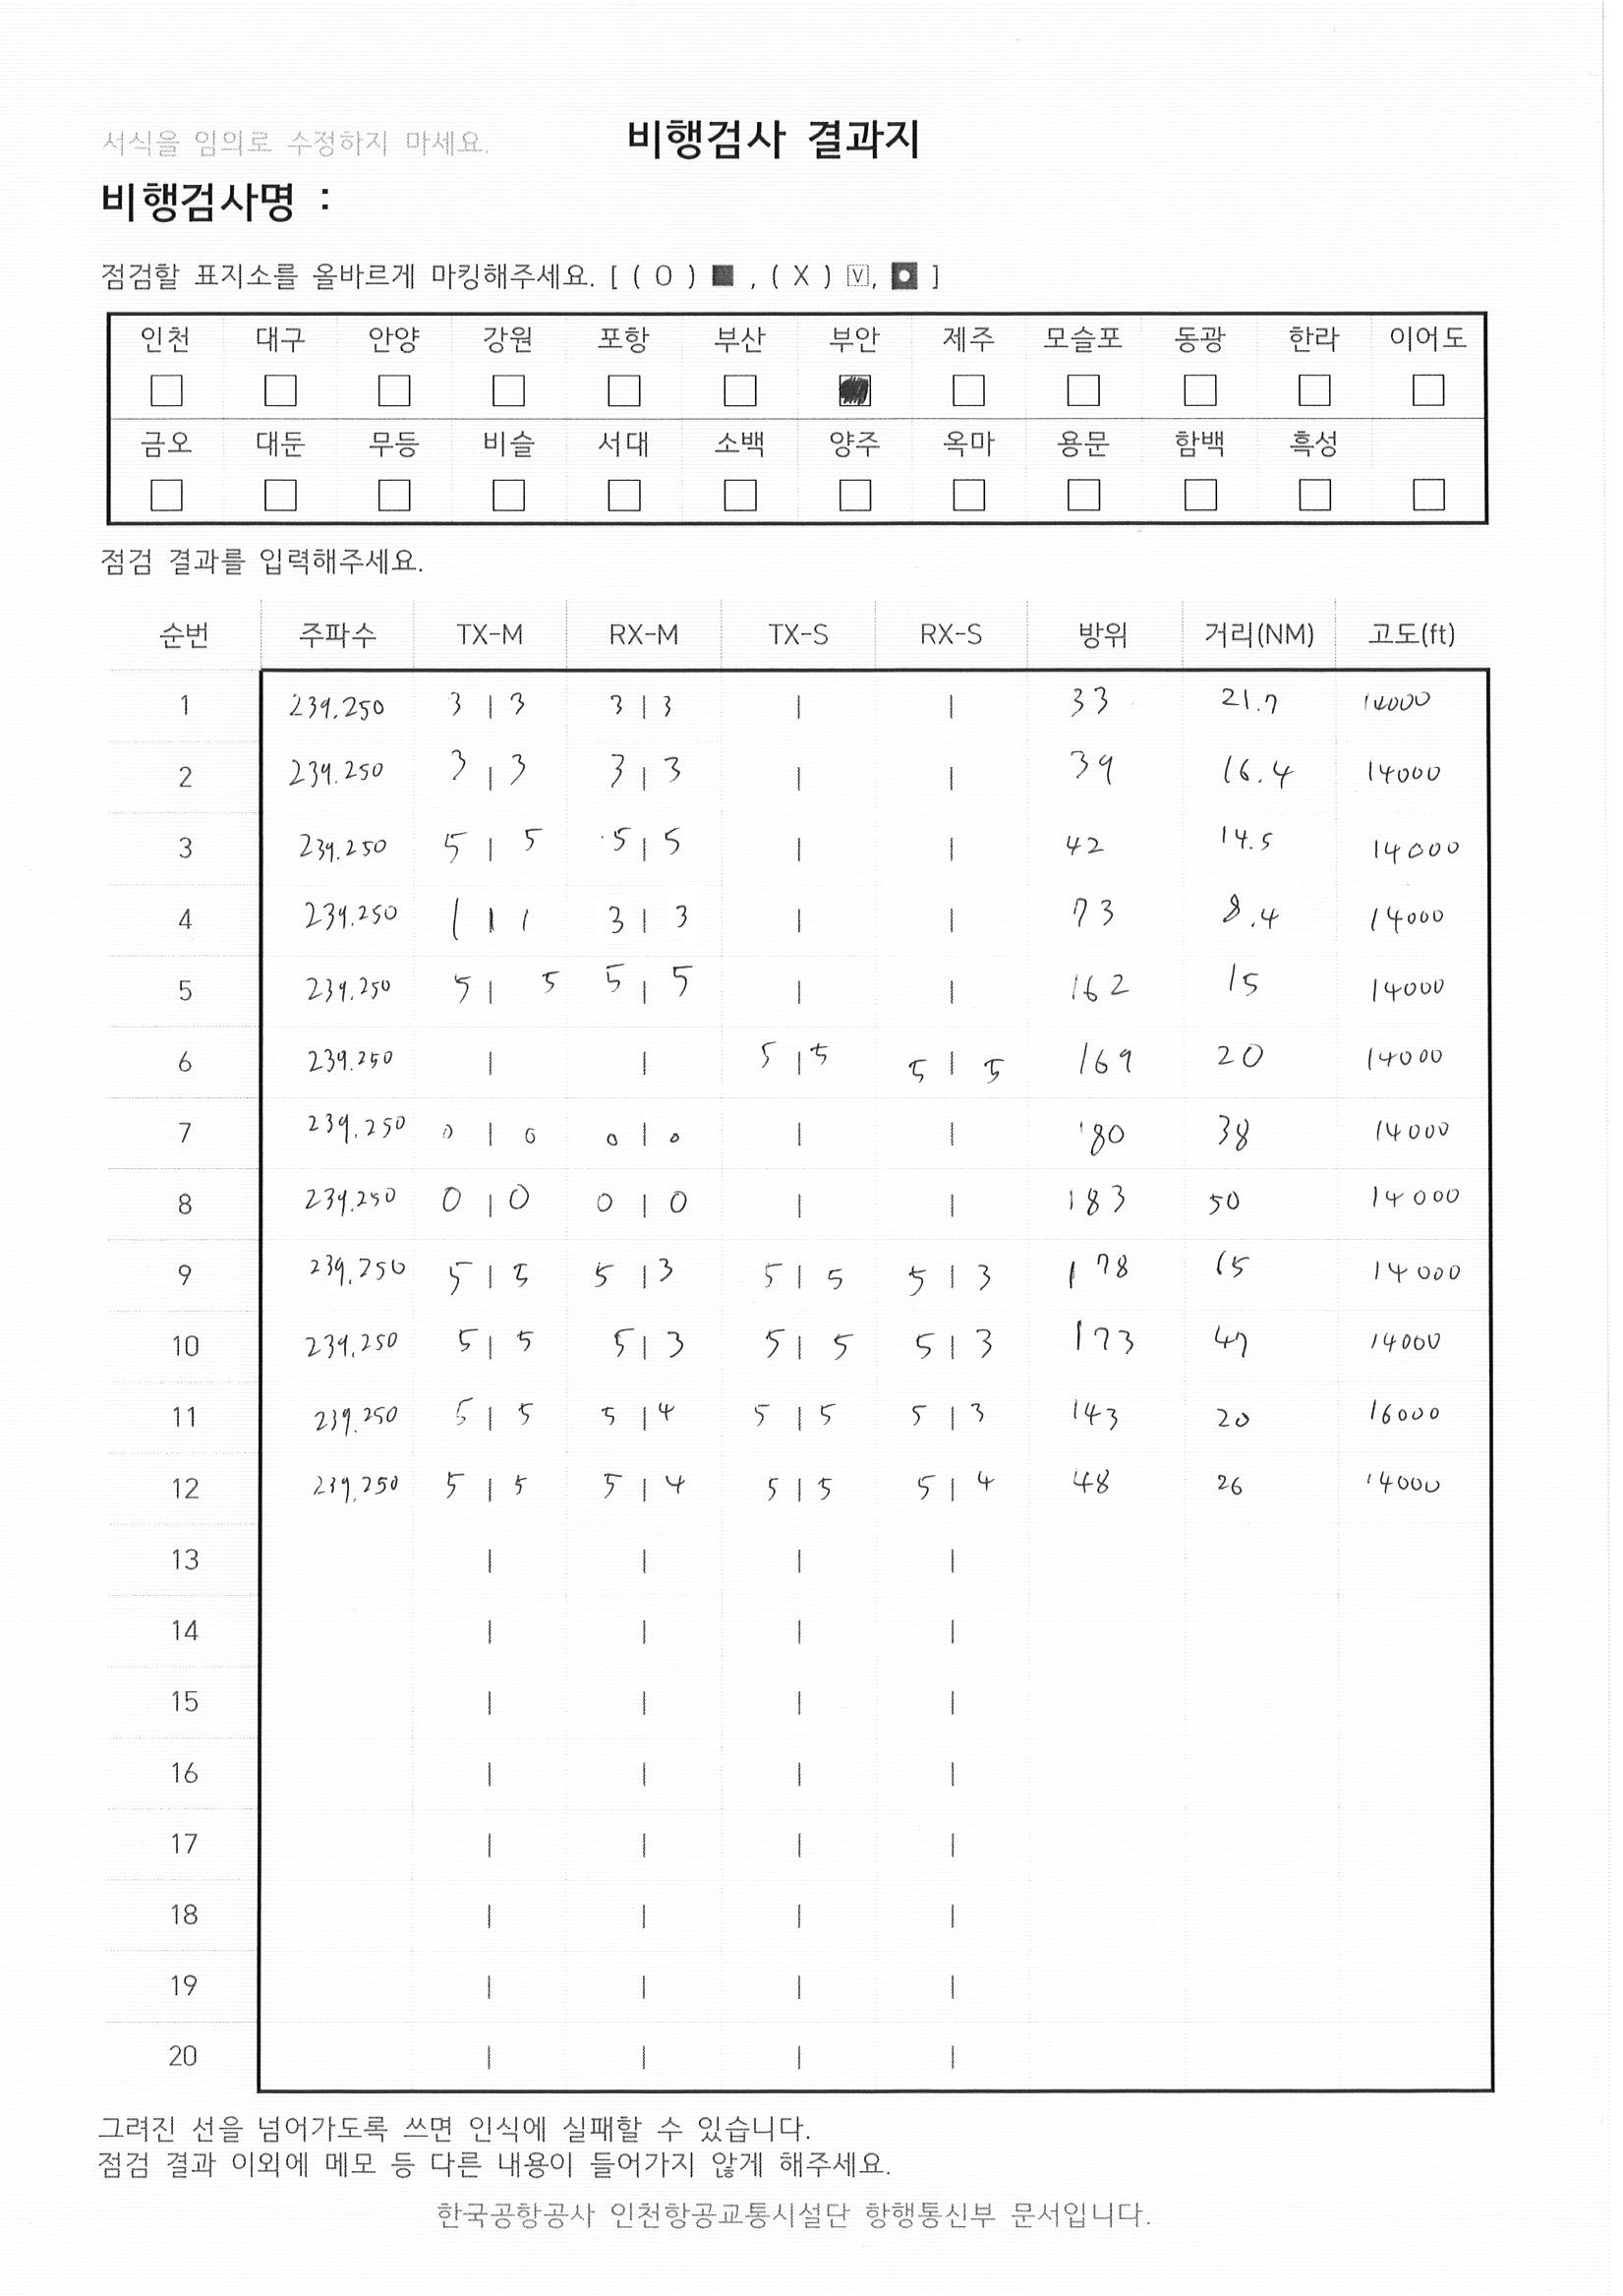 서식을 임의로 수정하지 마세요. 비행검사 결과지
비행검사명 :
점검할 표지소를 올바르게 마킹해주세요. [ ( O ) ■ , ( X ) ☑, ◘ ]
인천 대구 안양 강원 포항 부산 부안 제주 모슬포 동광 한라 이어도
□ □ □ □ □ □ ■ □ □ □ □ □
금오 대둔 무등 비슬 서대 소백 양주 옥마 용문 함백 흑성
□ □ □ □ □ □ □ □ □ □ □ □
점검 결과를 입력해주세요.
순번 주파수 TX-M RX-M TX-S RX-S 방위 거리(NM) 고도(ft)
1 239.250 3 | 3 3 | 3 | | 33 21.7 14000
2 239.250 3 | 3 3 | 3 | | 39 16.4 14000
3 239.250 5 | 5 5 | 5 | | 42 14.5 14000
4 239.250 1 | 1 3 | 3 | | 73 8.4 14000
5 239.250 5 | 5 5 | 5 | | 162 15 14000
6 239.250 | | 5 | 5 5 | 5 169 20 14000
7 239.250 0 | 0 0 | 0 | | 180 38 14000
8 239.250 0 | 0 0 | 0 | | 183 50 14000
9 239.250 5 | 5 5 | 3 5 | 5 5 | 3 178 65 14000
10 239.250 5 | 5 5 | 3 5 | 5 5 | 3 173 47 14000
11 239.250 5 | 5 5 | 4 5 | 5 5 | 3 143 20 16000
12 239.250 5 | 5 5 | 4 5 | 5 5 | 4 48 26 14000
13 | | | |
14 | | | |
15 | | | |
16 | | | |
17 | | | |
18 | | | |
19 | | | |
20 | | | |
그려진 선을 넘어가도록 쓰면 인식에 실패할 수 있습니다.
점검 결과 이외에 메모 등 다른 내용이 들어가지 않게 해주세요.
한국공항공사 인천항공교통시설단 항행통신부 문서입니다.